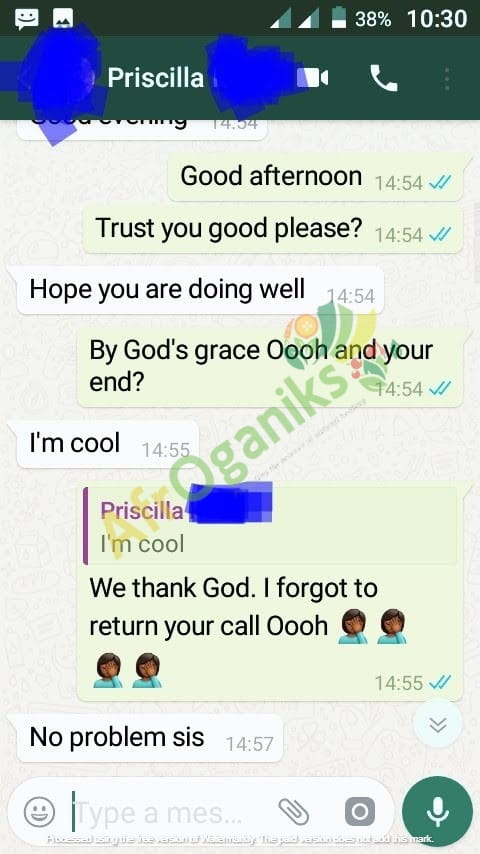 38% 10:30
Priscilla
Good evening 14:54
Good afternoon 14:54
Trust you good please? 14:54
Hope you are doing well 14:54
By God's grace Oooh and your
end? 14:54
I'm cool 14:55
AfrOganiks
Priscilla
I'm cool
We thank God. I forgot to
return your call Oooh 🤦🏾‍♀️ 🤦🏾‍♀️
🤦🏾‍♀️ 🤦🏾‍♀️ 14:55
No problem sis 14:57
Type a mes...
Processed using the free version of Watermarkly. The paid version does not add this mark.